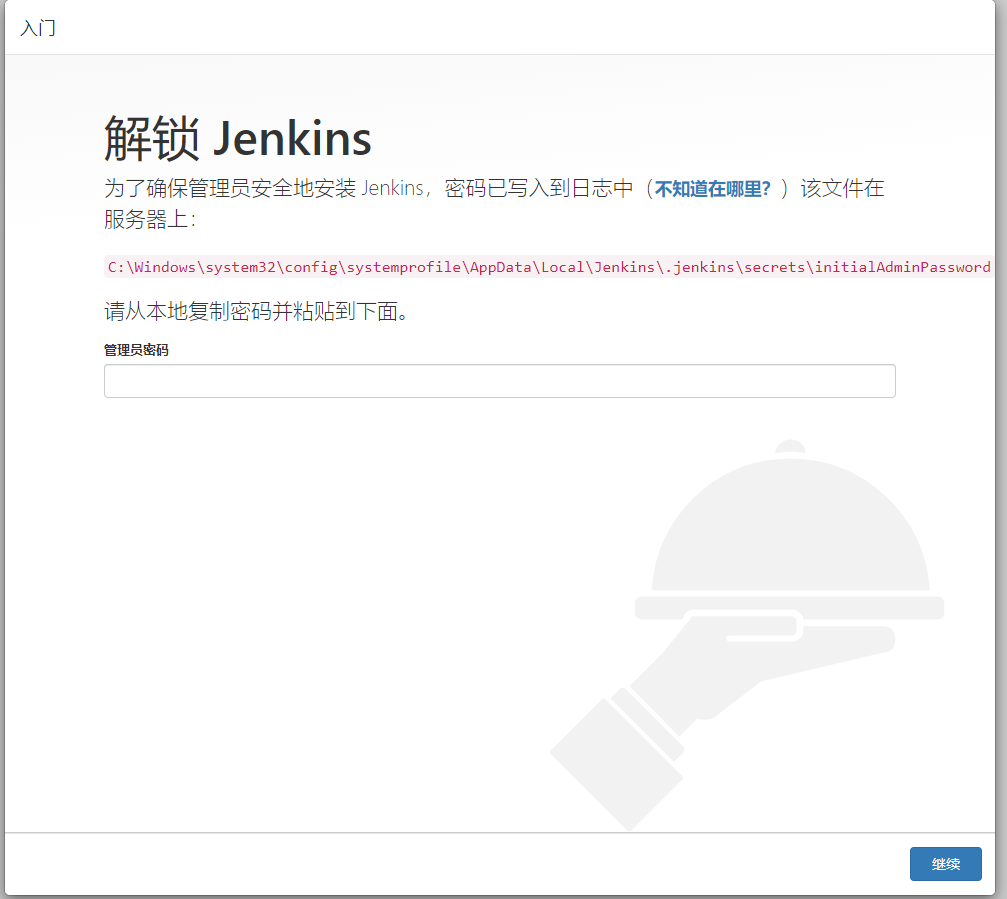 入门
解锁 Jenkins
为了确保管理员安全地安装 Jenkins，密码已写入到日志中（不知道在哪里？）该文件在
服务器上：
C:\Windows\system32\config\systemprofile\AppData\Local\Jenkins\.jenkins\secrets\initialAdminPassword
请从本地复制密码并粘贴到下面。
管理员密码
继续